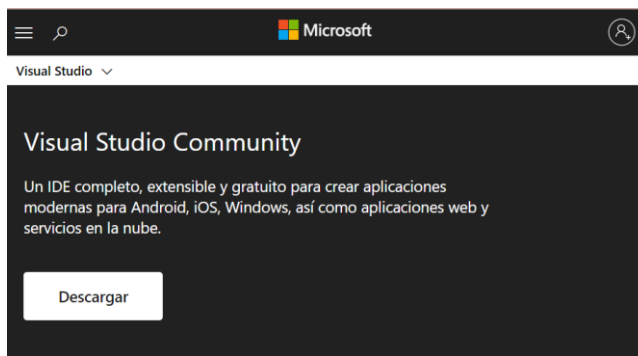 Microsoft
Visual Studio
Visual Studio Community
Un IDE completo, extensible y gratuito para crear aplicaciones
modernas para Android, iOS, Windows, así como aplicaciones web y
servicios en la nube.
Descargar